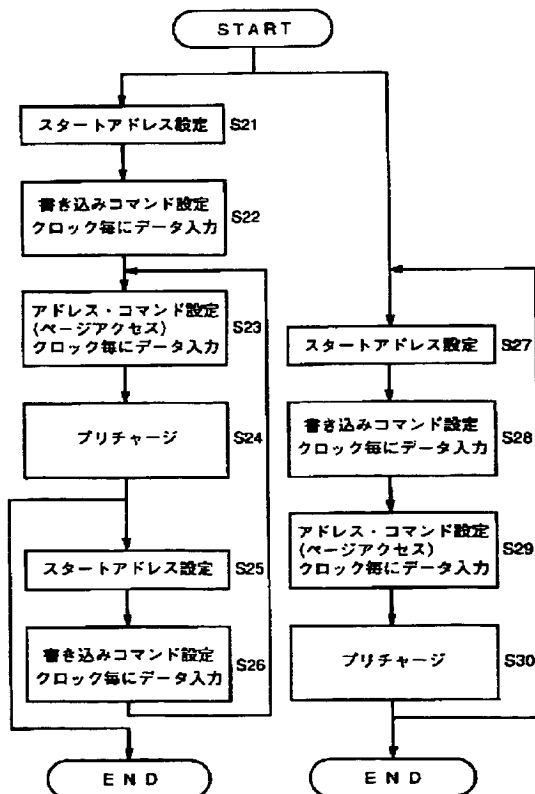 START
スタートアドレス設定
S21
書き込みコマンド設定
クロック毎にデータ入力
S22
アドレス・コマンド設定
(ページアクセス)
クロック毎にデータ入力
S23
プリチャージ
S24
スタートアドレス設定
S25
書き込みコマンド設定
クロック毎にデータ入力
S26
END
スタートアドレス設定
S27
書き込みコマンド設定
クロック毎にデータ入力
S28
アドレス・コマンド設定
(ページアクセス)
クロック毎にデータ入力
S29
プリチャージ
S30
END